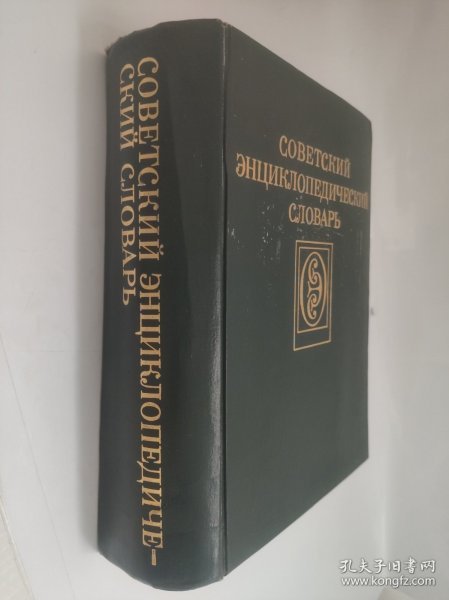 СОВЕТСКИЙ ЭНЦИКЛОПЕДИЧЕ-
СКИЙ СЛОВАРЬ
СОВЕТСКИЙ
ЭНЦИКЛОПЕДИЧЕСКИЙ
СЛОВАРЬ
孔夫子旧书网
www.kongfz.com